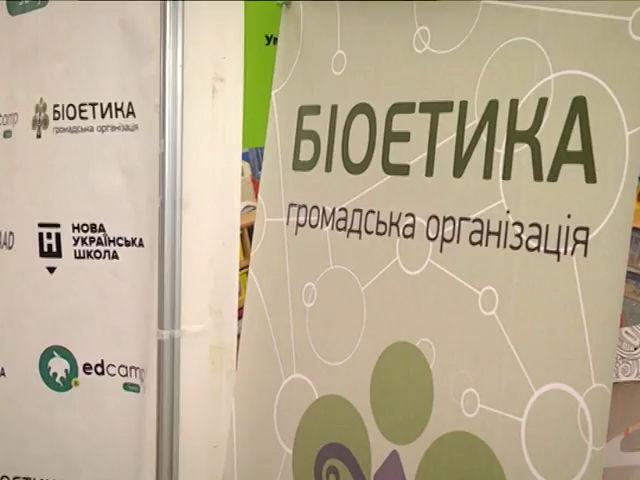 БІОЕТИКА
громадська організація
НОВА
УКРАЇНСЬКА
ШКОЛА
edcamp
БІОЕТИКА
громадська організація